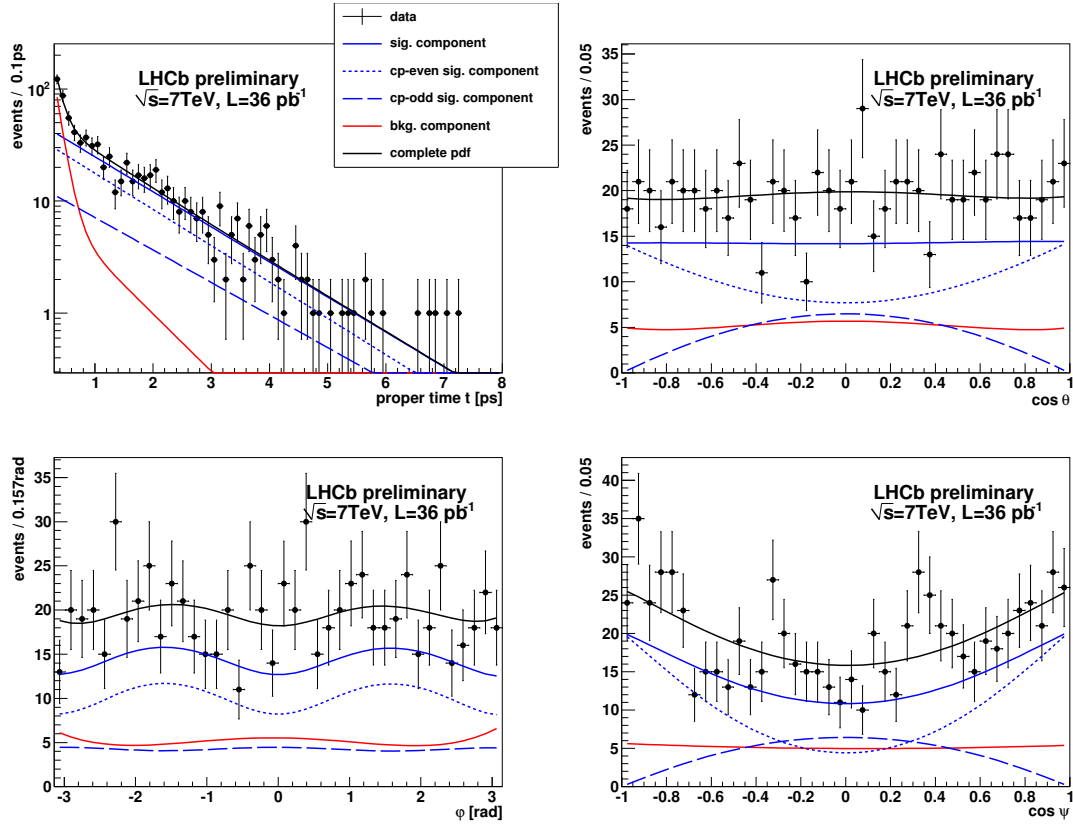 data
sig. component
cp-even sig. component
cp-odd sig. component
bkg. component
complete pdf
events / 0.1ps
10²
10
1
LHCb preliminary
√s=7TeV, L=36 pb⁻¹
1 2 3 4 5 6 7 8
proper time t [ps]
events / 0.05
35
30
25
20
15
10
5
0
LHCb preliminary
√s=7TeV, L=36 pb⁻¹
-1 -0.8 -0.6 -0.4 -0.2 0 0.2 0.4 0.6 0.8 1
cos θ
events / 0.157rad
35
30
25
20
15
10
5
0
LHCb preliminary
√s=7TeV, L=36 pb⁻¹
-3 -2 -1 0 1 2 3
φ [rad]
events / 0.05
40
35
30
25
20
15
10
5
0
LHCb preliminary
√s=7TeV, L=36 pb⁻¹
-1 -0.8 -0.6 -0.4 -0.2 0 0.2 0.4 0.6 0.8 1
cos ψ